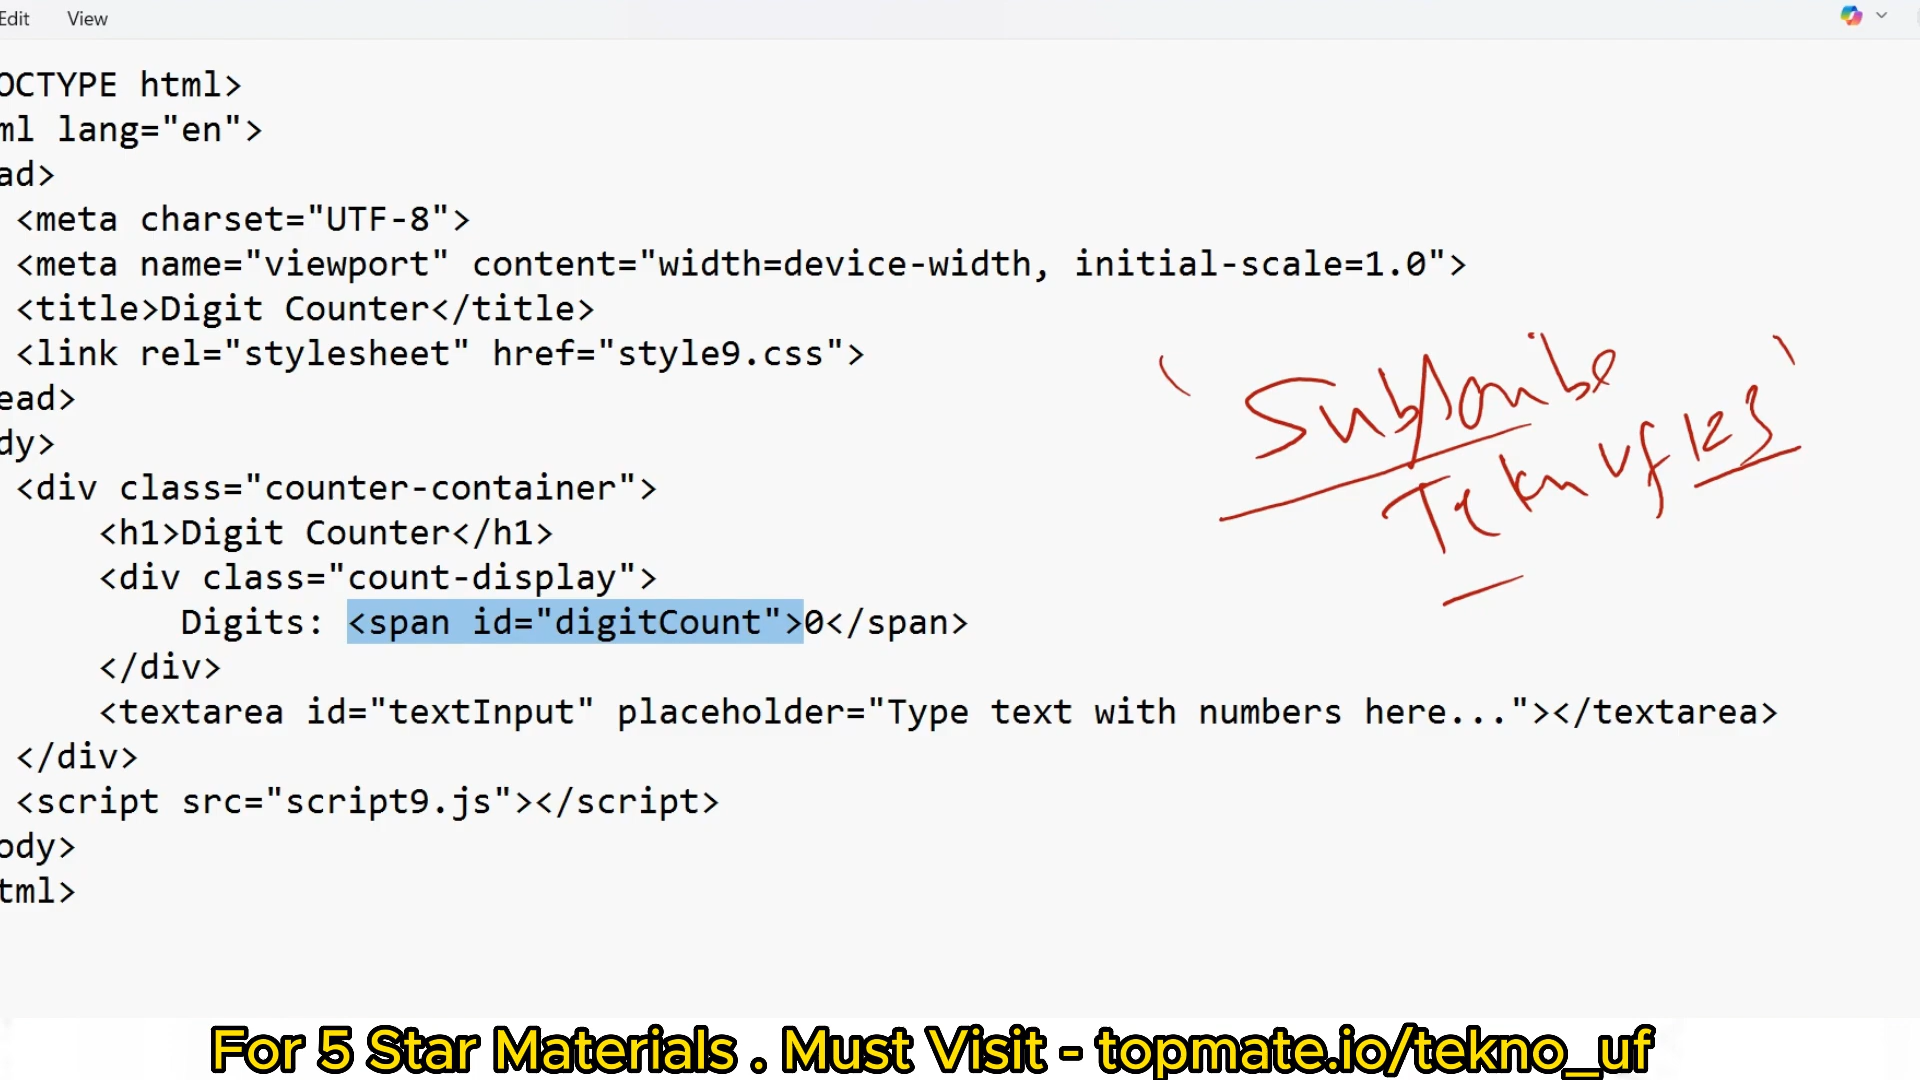 Edit View
OCTYPE html>
ml lang="en">
ad>
<meta charset="UTF-8">
<meta name="viewport" content="width=device-width, initial-scale=1.0">
<title>Digit Counter</title>
<link rel="stylesheet" href="style9.css">
ead>
dy>
<div class="counter-container">
<h1>Digit Counter</h1>
<div class="count-display">
Digits: <span id="digitCount">0</span>
</div>
<textarea id="textInput" placeholder="Type text with numbers here..."></textarea>
</div>
<script src="script9.js"></script>
ody>
tml>
Subscribe
Teknuf123
For 5 Star Materials . Must Visit - topmate.io/tekno_uf